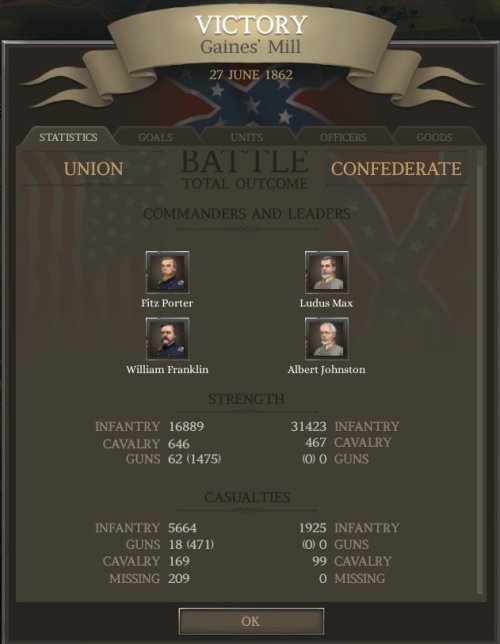 VICTORY
Gaines' Mill
27 JUNE 1862
STATISTICS GOALS UNITS OFFICERS GOODS
UNION BATTLE CONFEDERATE
TOTAL OUTCOME
COMMANDERS AND LEADERS
Fitz Porter Ludus Max
William Franklin Albert Johnston
STRENGTH
INFANTRY 16889 31423 INFANTRY
CAVALRY 646 467 CAVALRY
GUNS 62 (1475) (0) 0 GUNS
CASUALTIES
INFANTRY 5664 1925 INFANTRY
GUNS 18 (471) (0) 0 GUNS
CAVALRY 169 99 CAVALRY
MISSING 209 0 MISSING
OK